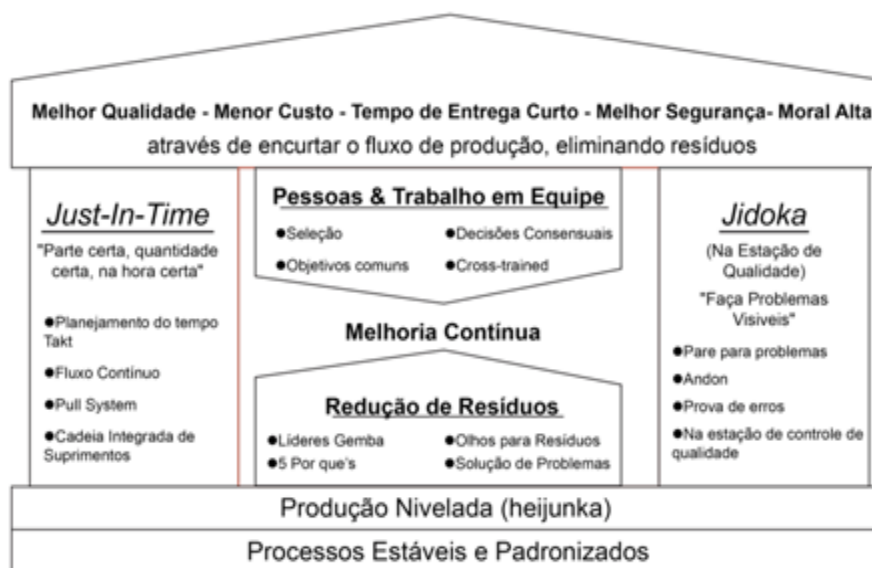 Melhor Qualidade - Menor Custo - Tempo de Entrega Curto - Melhor Segurança- Moral Alta
através de encurtar o fluxo de produção, eliminando resíduos
Just-In-Time
"Parte certa, quantidade
certa, na hora certa"
●Planejamento do tempo
Takt
●Fluxo Contínuo
●Pull System
●Cadeia Integrada de
Suprimentos
Pessoas & Trabalho em Equipe
●Seleção
●Decisões Consensuais
●Objetivos comuns
●Cross-trained
Melhoria Contínua
Redução de Resíduos
●Líderes Gemba
●Olhos para Resíduos
●5 Por que's
●Solução de Problemas
Jidoka
(Na Estação de
Qualidade)
"Faça Problemas
Visiveis"
●Pare para problemas
●Andon
●Prova de erros
●Na estação de controle de
qualidade
Produção Nivelada (heijunka)
Processos Estáveis e Padronizados